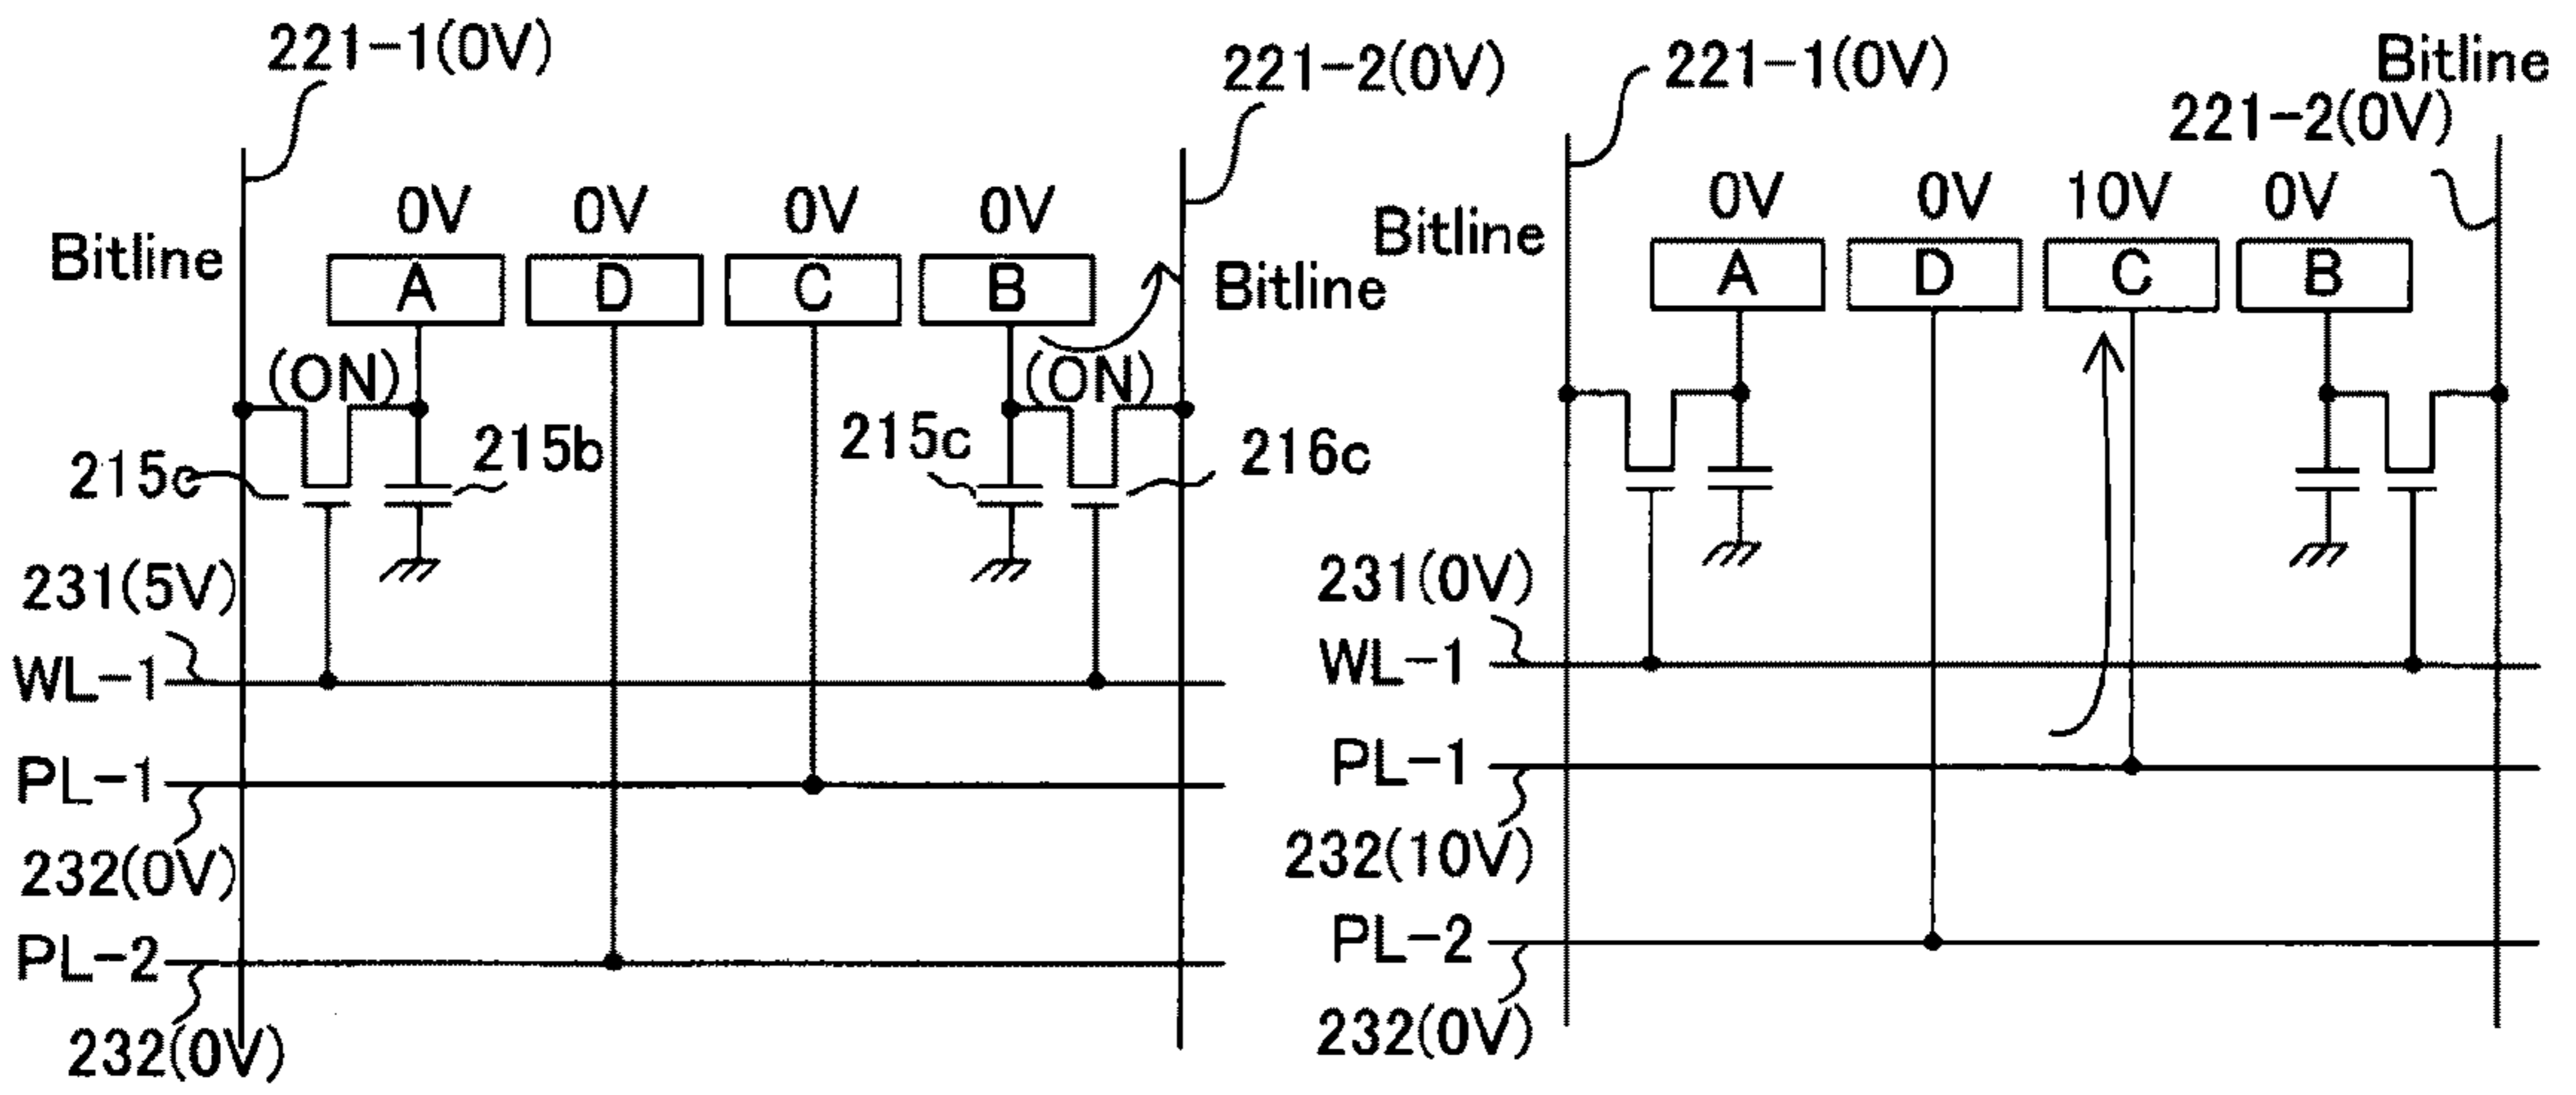 221-1(0V)
221-2(0V)
Bitline
0V 0V 0V 0V
A D C B
Bitline
(ON) (ON)
215c 215b 215c 216c
231(5V)
WL-1
PL-1
232(0V)
PL-2
232(0V)
221-1(0V)
Bitline
221-2(0V)
Bitline
0V 0V 10V 0V
A D C B
231(0V)
WL-1
PL-1
232(10V)
PL-2
232(0V)